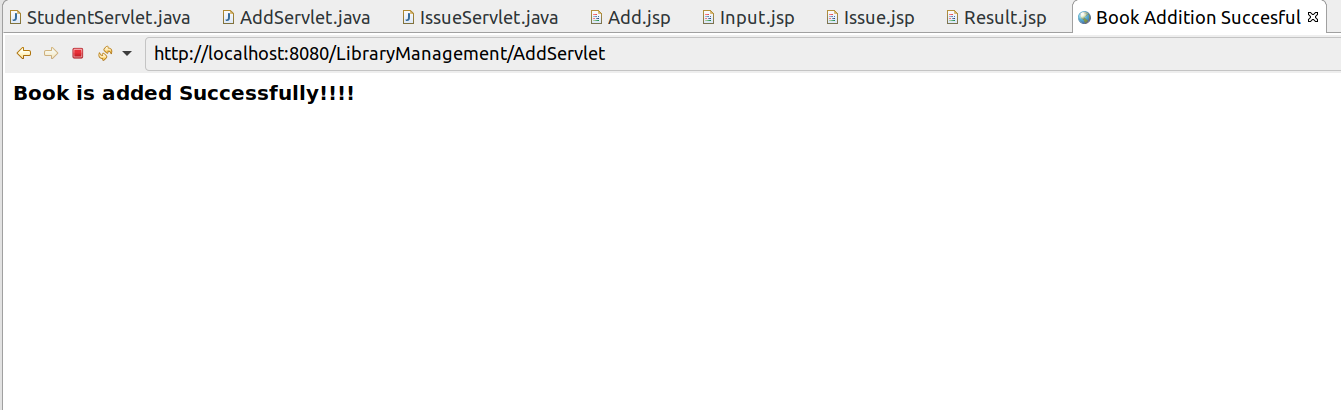 StudentServlet.java AddServlet.java IssueServlet.java Add.jsp Input.jsp Issue.jsp Result.jsp Book Addition Succesful
http://localhost:8080/LibraryManagement/AddServlet
Book is added Successfully!!!!